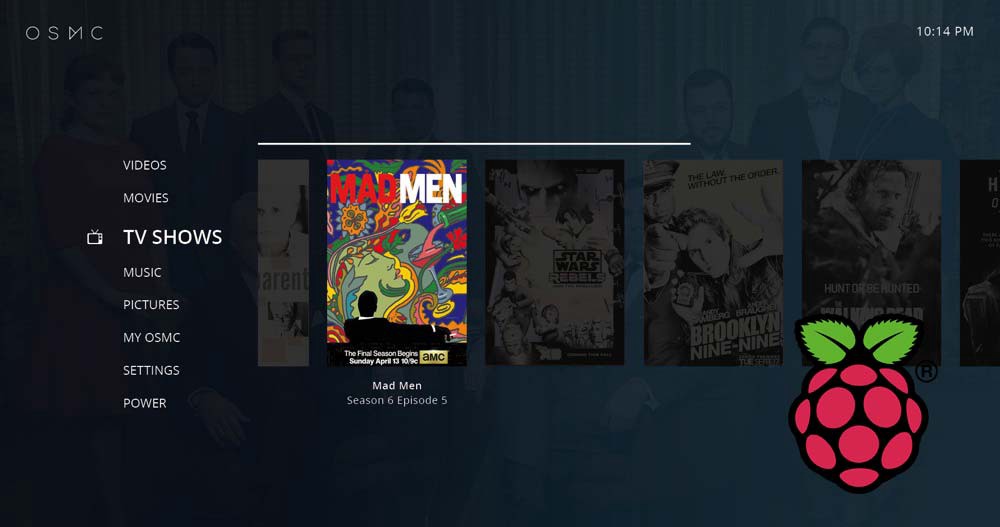 OSMC
10:14 PM
VIDEOS
MOVIES
TV SHOWS
MUSIC
PICTURES
MY OSMC
SETTINGS
POWER
parent
MAD MEN
The Final Season Begins
Sunday April 13 10/9c
amc
Mad Men
Season 6 Episode 5
STAR
WARS
REBELS
THE LAW.
WITHOUT THE ORDER.
BROOKLYN
NINE-NINE
HUNT OR BE HUNTED
®